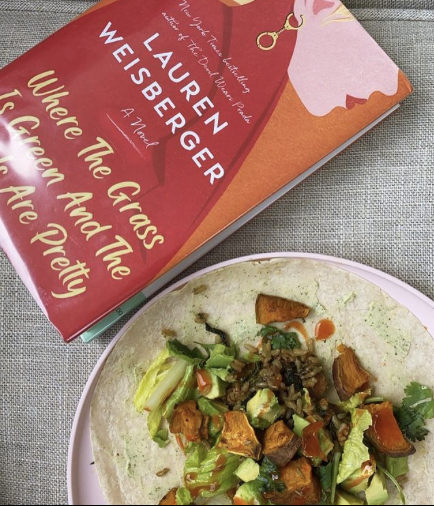 New York Times bestselling
author of The Devil Wears Prada
LAUREN
WEISBERGER
A Novel
Where The Grass
Is Green And The
Are Pretty